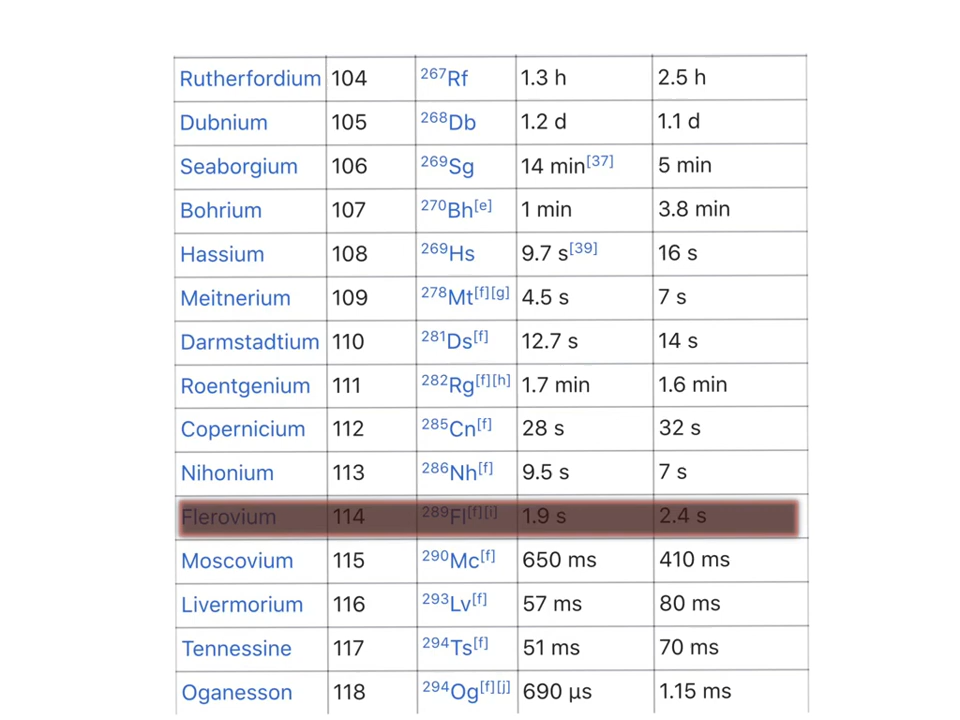 Rutherfordium 104 267Rf 1.3 h 2.5 h
Dubnium 105 268Db 1.2 d 1.1 d
Seaborgium 106 269Sg 14 min[37] 5 min
Bohrium 107 270Bh[e] 1 min 3.8 min
Hassium 108 269Hs 9.7 s[39] 16 s
Meitnerium 109 278Mt[f][g] 4.5 s 7 s
Darmstadtium 110 281Ds[f] 12.7 s 14 s
Roentgenium 111 282Rg[f][h] 1.7 min 1.6 min
Copernicium 112 285Cn[f] 28 s 32 s
Nihonium 113 286Nh[f] 9.5 s 7 s
Flerovium 114 289Fl[f][i] 1.9 s 2.4 s
Moscovium 115 290Mc[f] 650 ms 410 ms
Livermorium 116 293Lv[f] 57 ms 80 ms
Tennessine 117 294Ts[f] 51 ms 70 ms
Oganesson 118 294Og[f][j] 690 µs 1.15 ms